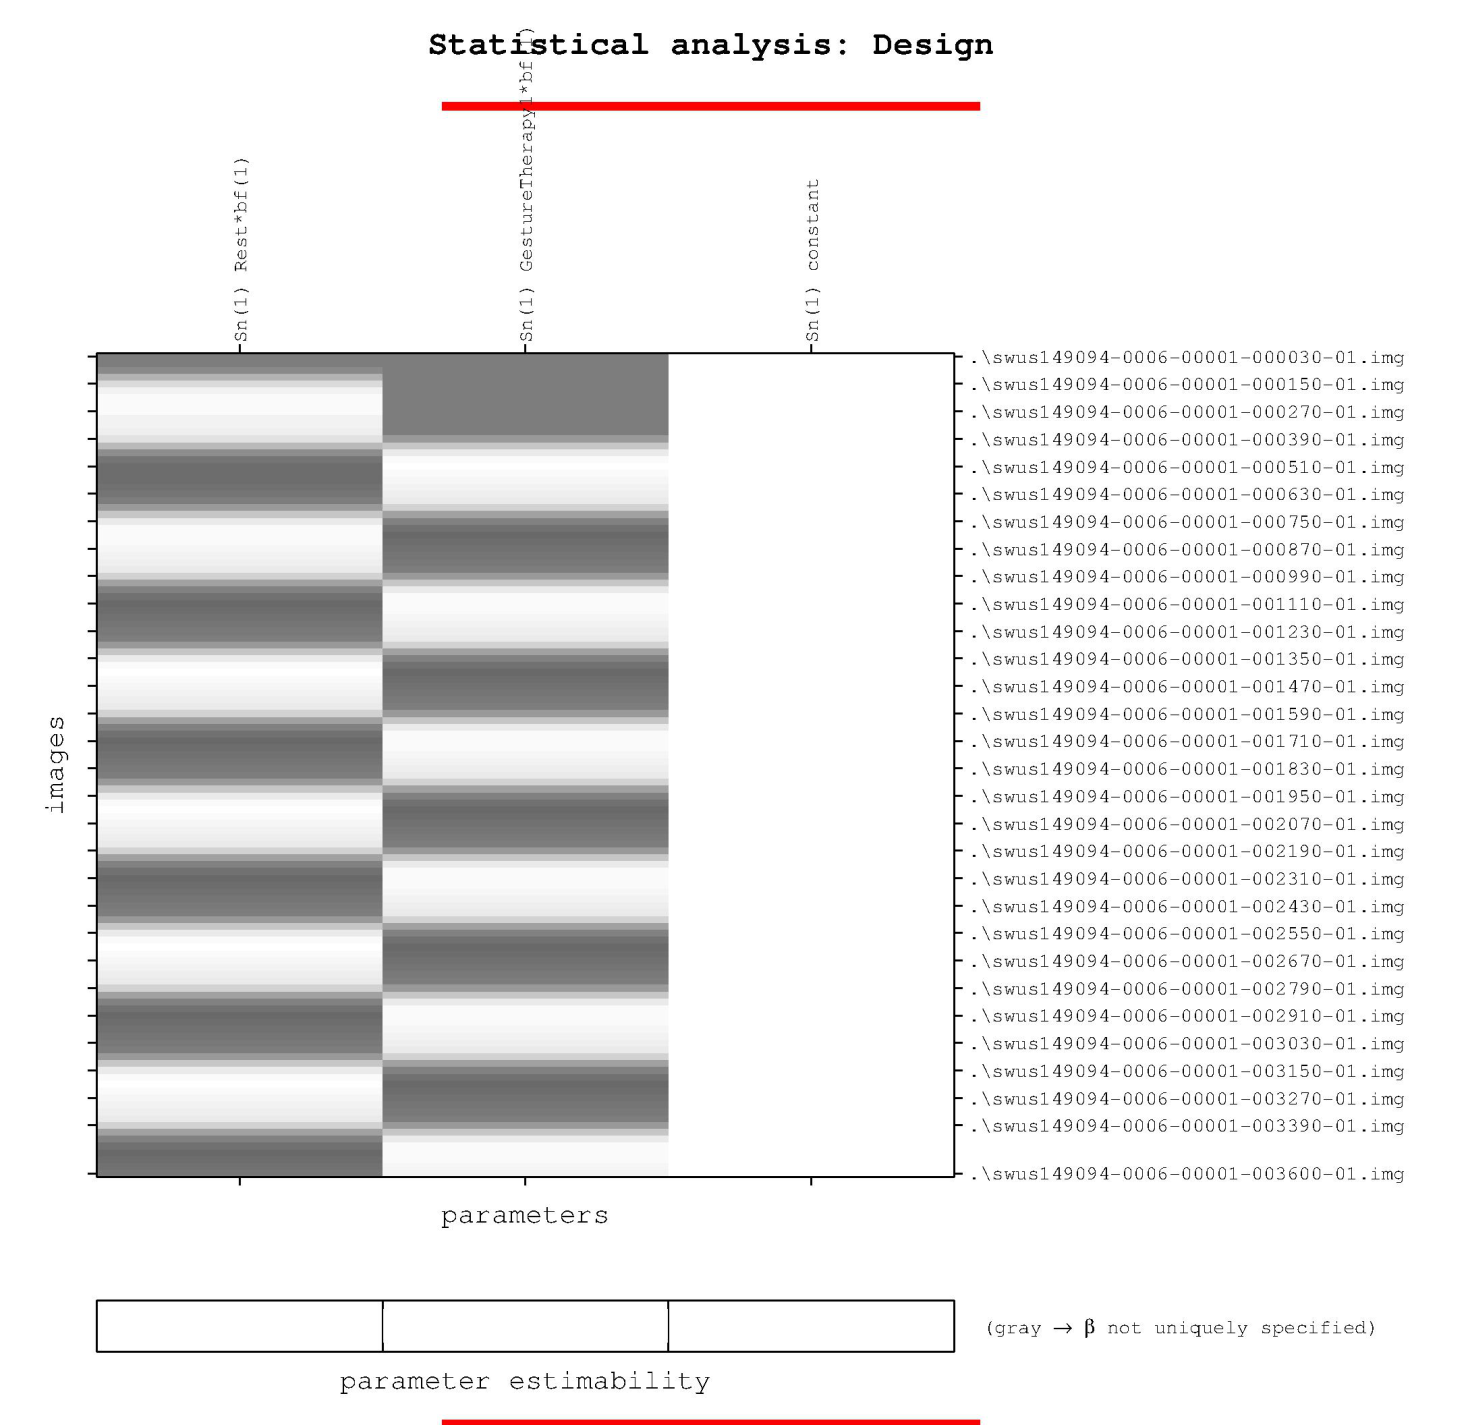 Statistical analysis: Design
Sn(1) Rest*bf(1)
Sn(1) GestureTherapy1*bf(1)
Sn(1) constant
images
.\swus149094-0006-00001-000030-01.img
.\swus149094-0006-00001-000150-01.img
.\swus149094-0006-00001-000270-01.img
.\swus149094-0006-00001-000390-01.img
.\swus149094-0006-00001-000510-01.img
.\swus149094-0006-00001-000630-01.img
.\swus149094-0006-00001-000750-01.img
.\swus149094-0006-00001-000870-01.img
.\swus149094-0006-00001-000990-01.img
.\swus149094-0006-00001-001110-01.img
.\swus149094-0006-00001-001230-01.img
.\swus149094-0006-00001-001350-01.img
.\swus149094-0006-00001-001470-01.img
.\swus149094-0006-00001-001590-01.img
.\swus149094-0006-00001-001710-01.img
.\swus149094-0006-00001-001830-01.img
.\swus149094-0006-00001-001950-01.img
.\swus149094-0006-00001-002070-01.img
.\swus149094-0006-00001-002190-01.img
.\swus149094-0006-00001-002310-01.img
.\swus149094-0006-00001-002430-01.img
.\swus149094-0006-00001-002550-01.img
.\swus149094-0006-00001-002670-01.img
.\swus149094-0006-00001-002790-01.img
.\swus149094-0006-00001-002910-01.img
.\swus149094-0006-00001-003030-01.img
.\swus149094-0006-00001-003150-01.img
.\swus149094-0006-00001-003270-01.img
.\swus149094-0006-00001-003390-01.img
.\swus149094-0006-00001-003600-01.img
parameters
(gray → β not uniquely specified)
parameter estimability